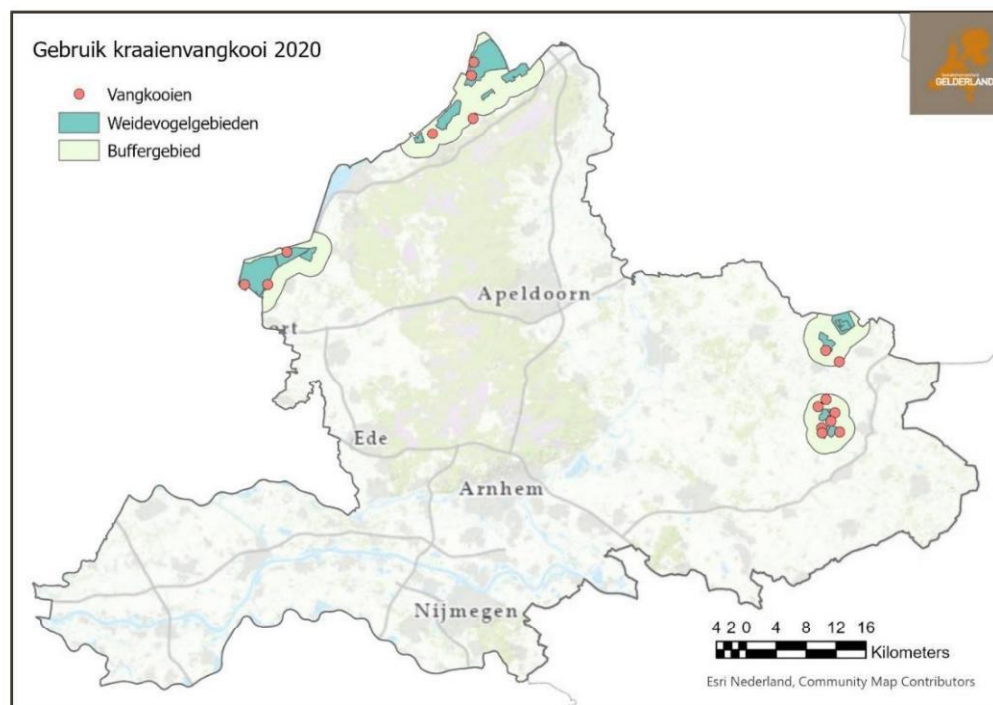 Gebruik kraaienvangkooi 2020
Vangkooien
Weidevogelgebieden
Buffergebied
GELDERLAND
Apeldoorn
ort
Ede
Arnhem
Nijmegen
4 2 0 4 8 12 16
Kilometers
Esri Nederland, Community Map Contributors